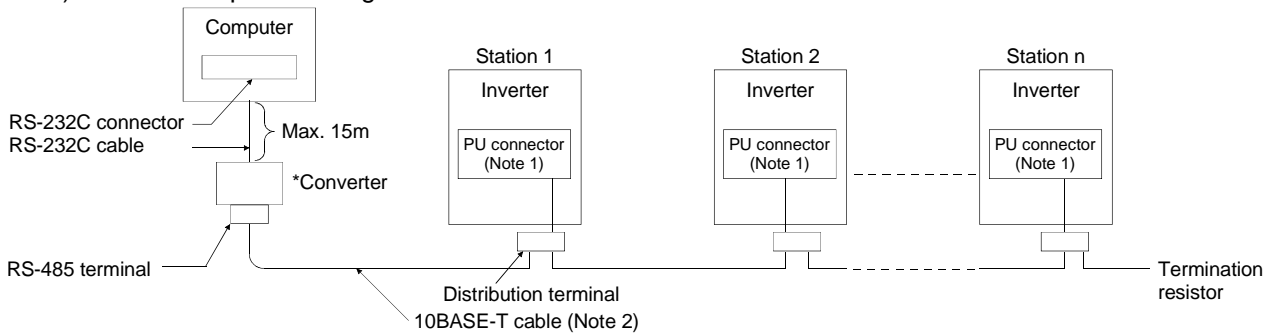 Computer
RS-232C connector
RS-232C cable
Max. 15m
*Converter
RS-485 terminal
Station 1
Inverter
PU connector
(Note 1)
Station 2
Inverter
PU connector
(Note 1)
Station n
Inverter
PU connector
(Note 1)
Distribution terminal
10BASE-T cable (Note 2)
Termination
resistor